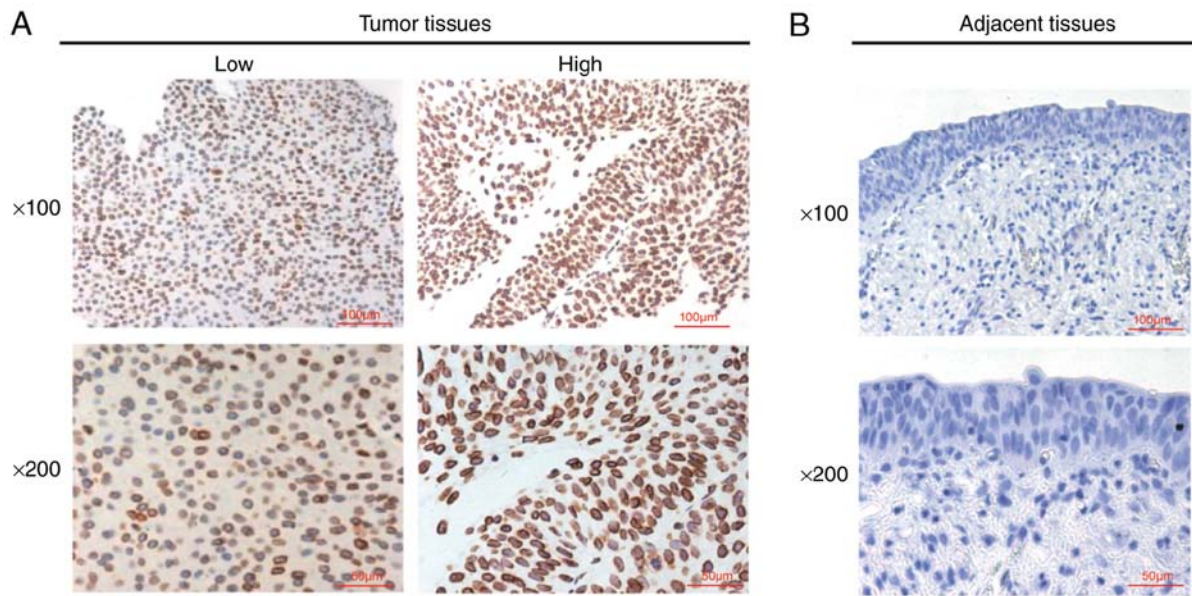 A
Tumor tissues
B
Adjacent tissues
Low
High
×100
100µm
100µm
×100
100µm
×200
50µm
50µm
×200
50µm